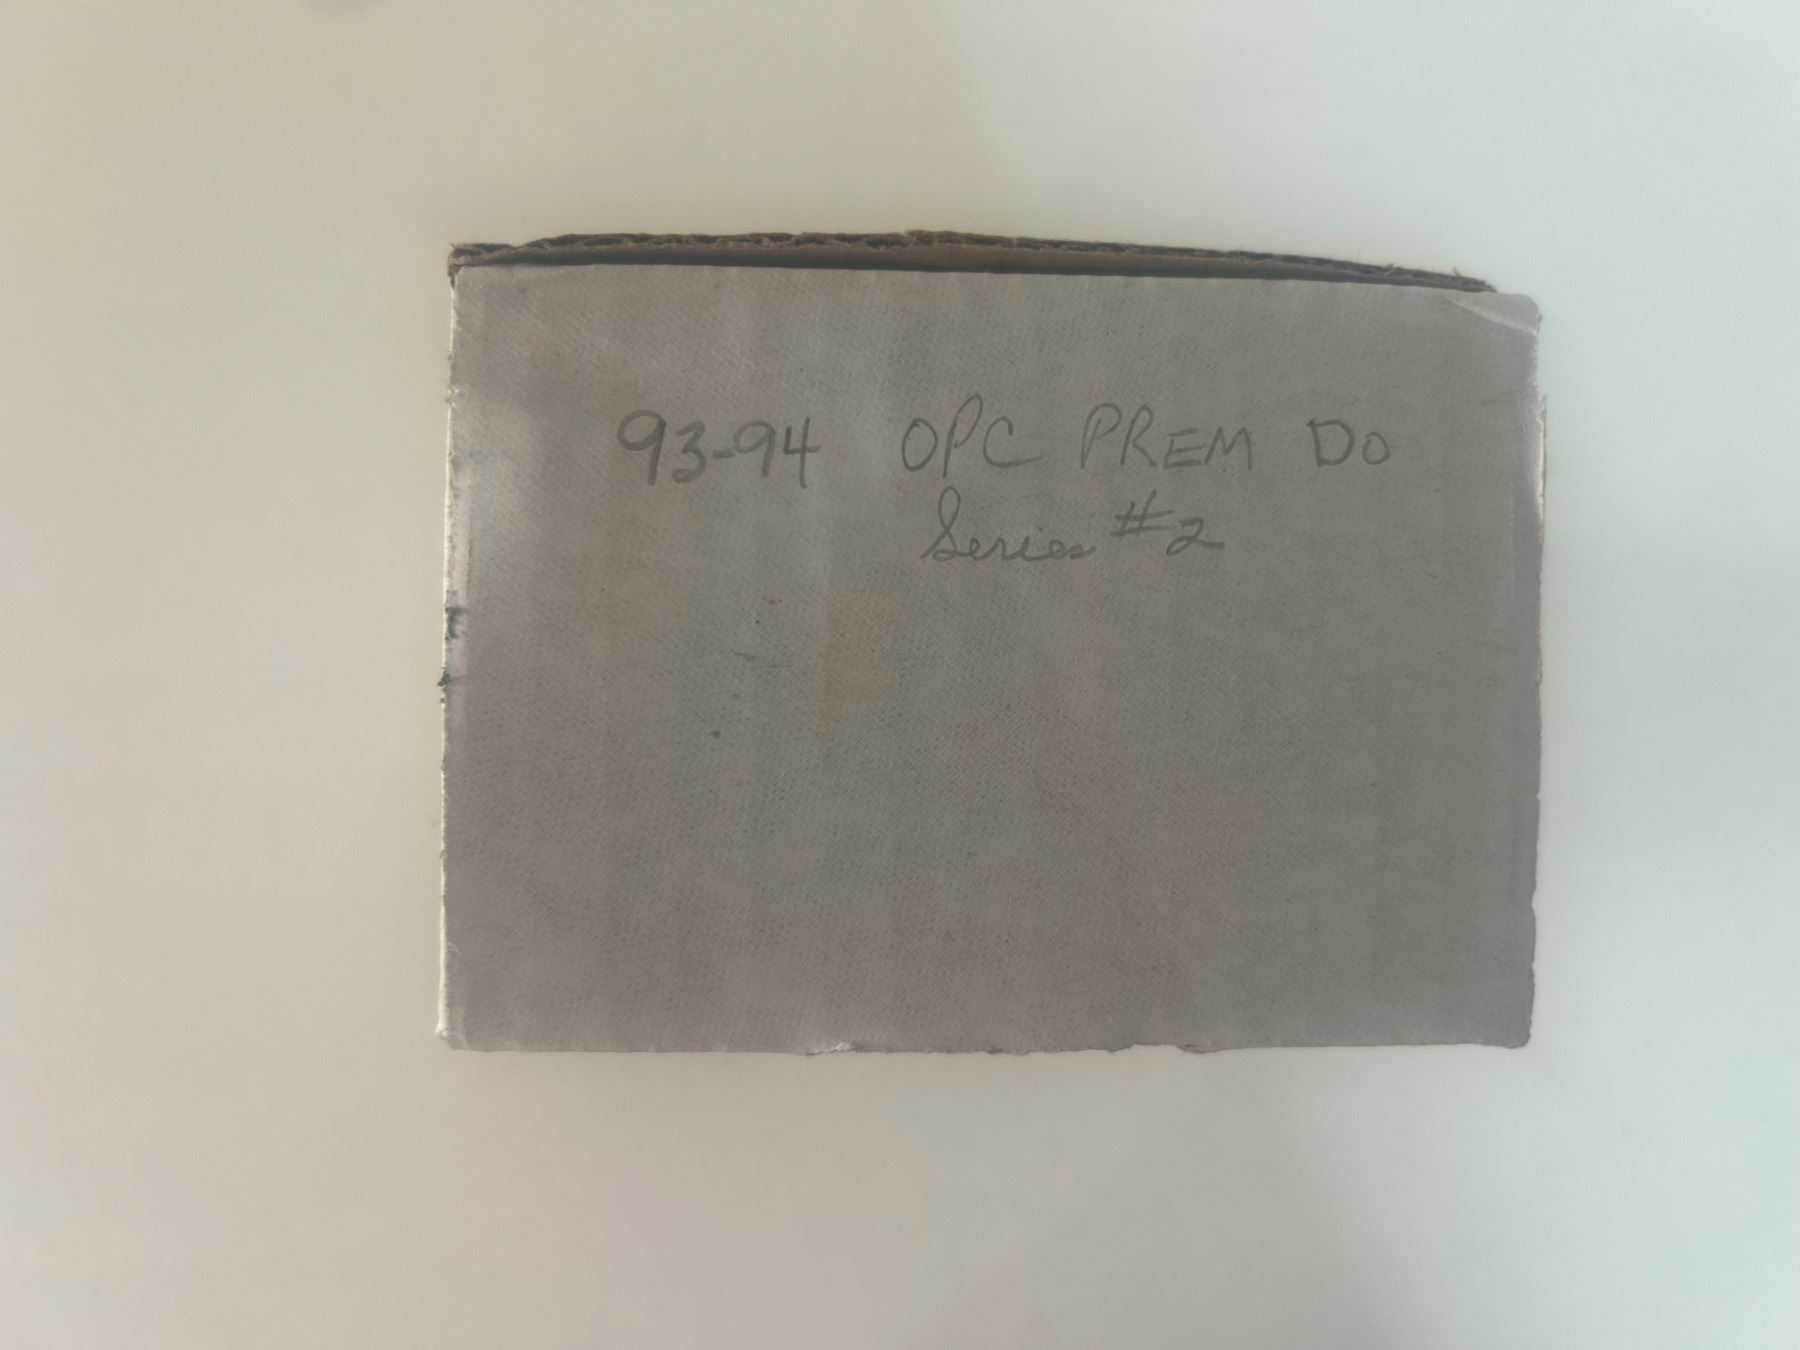 93-94 OPC PREM DO
Series #2